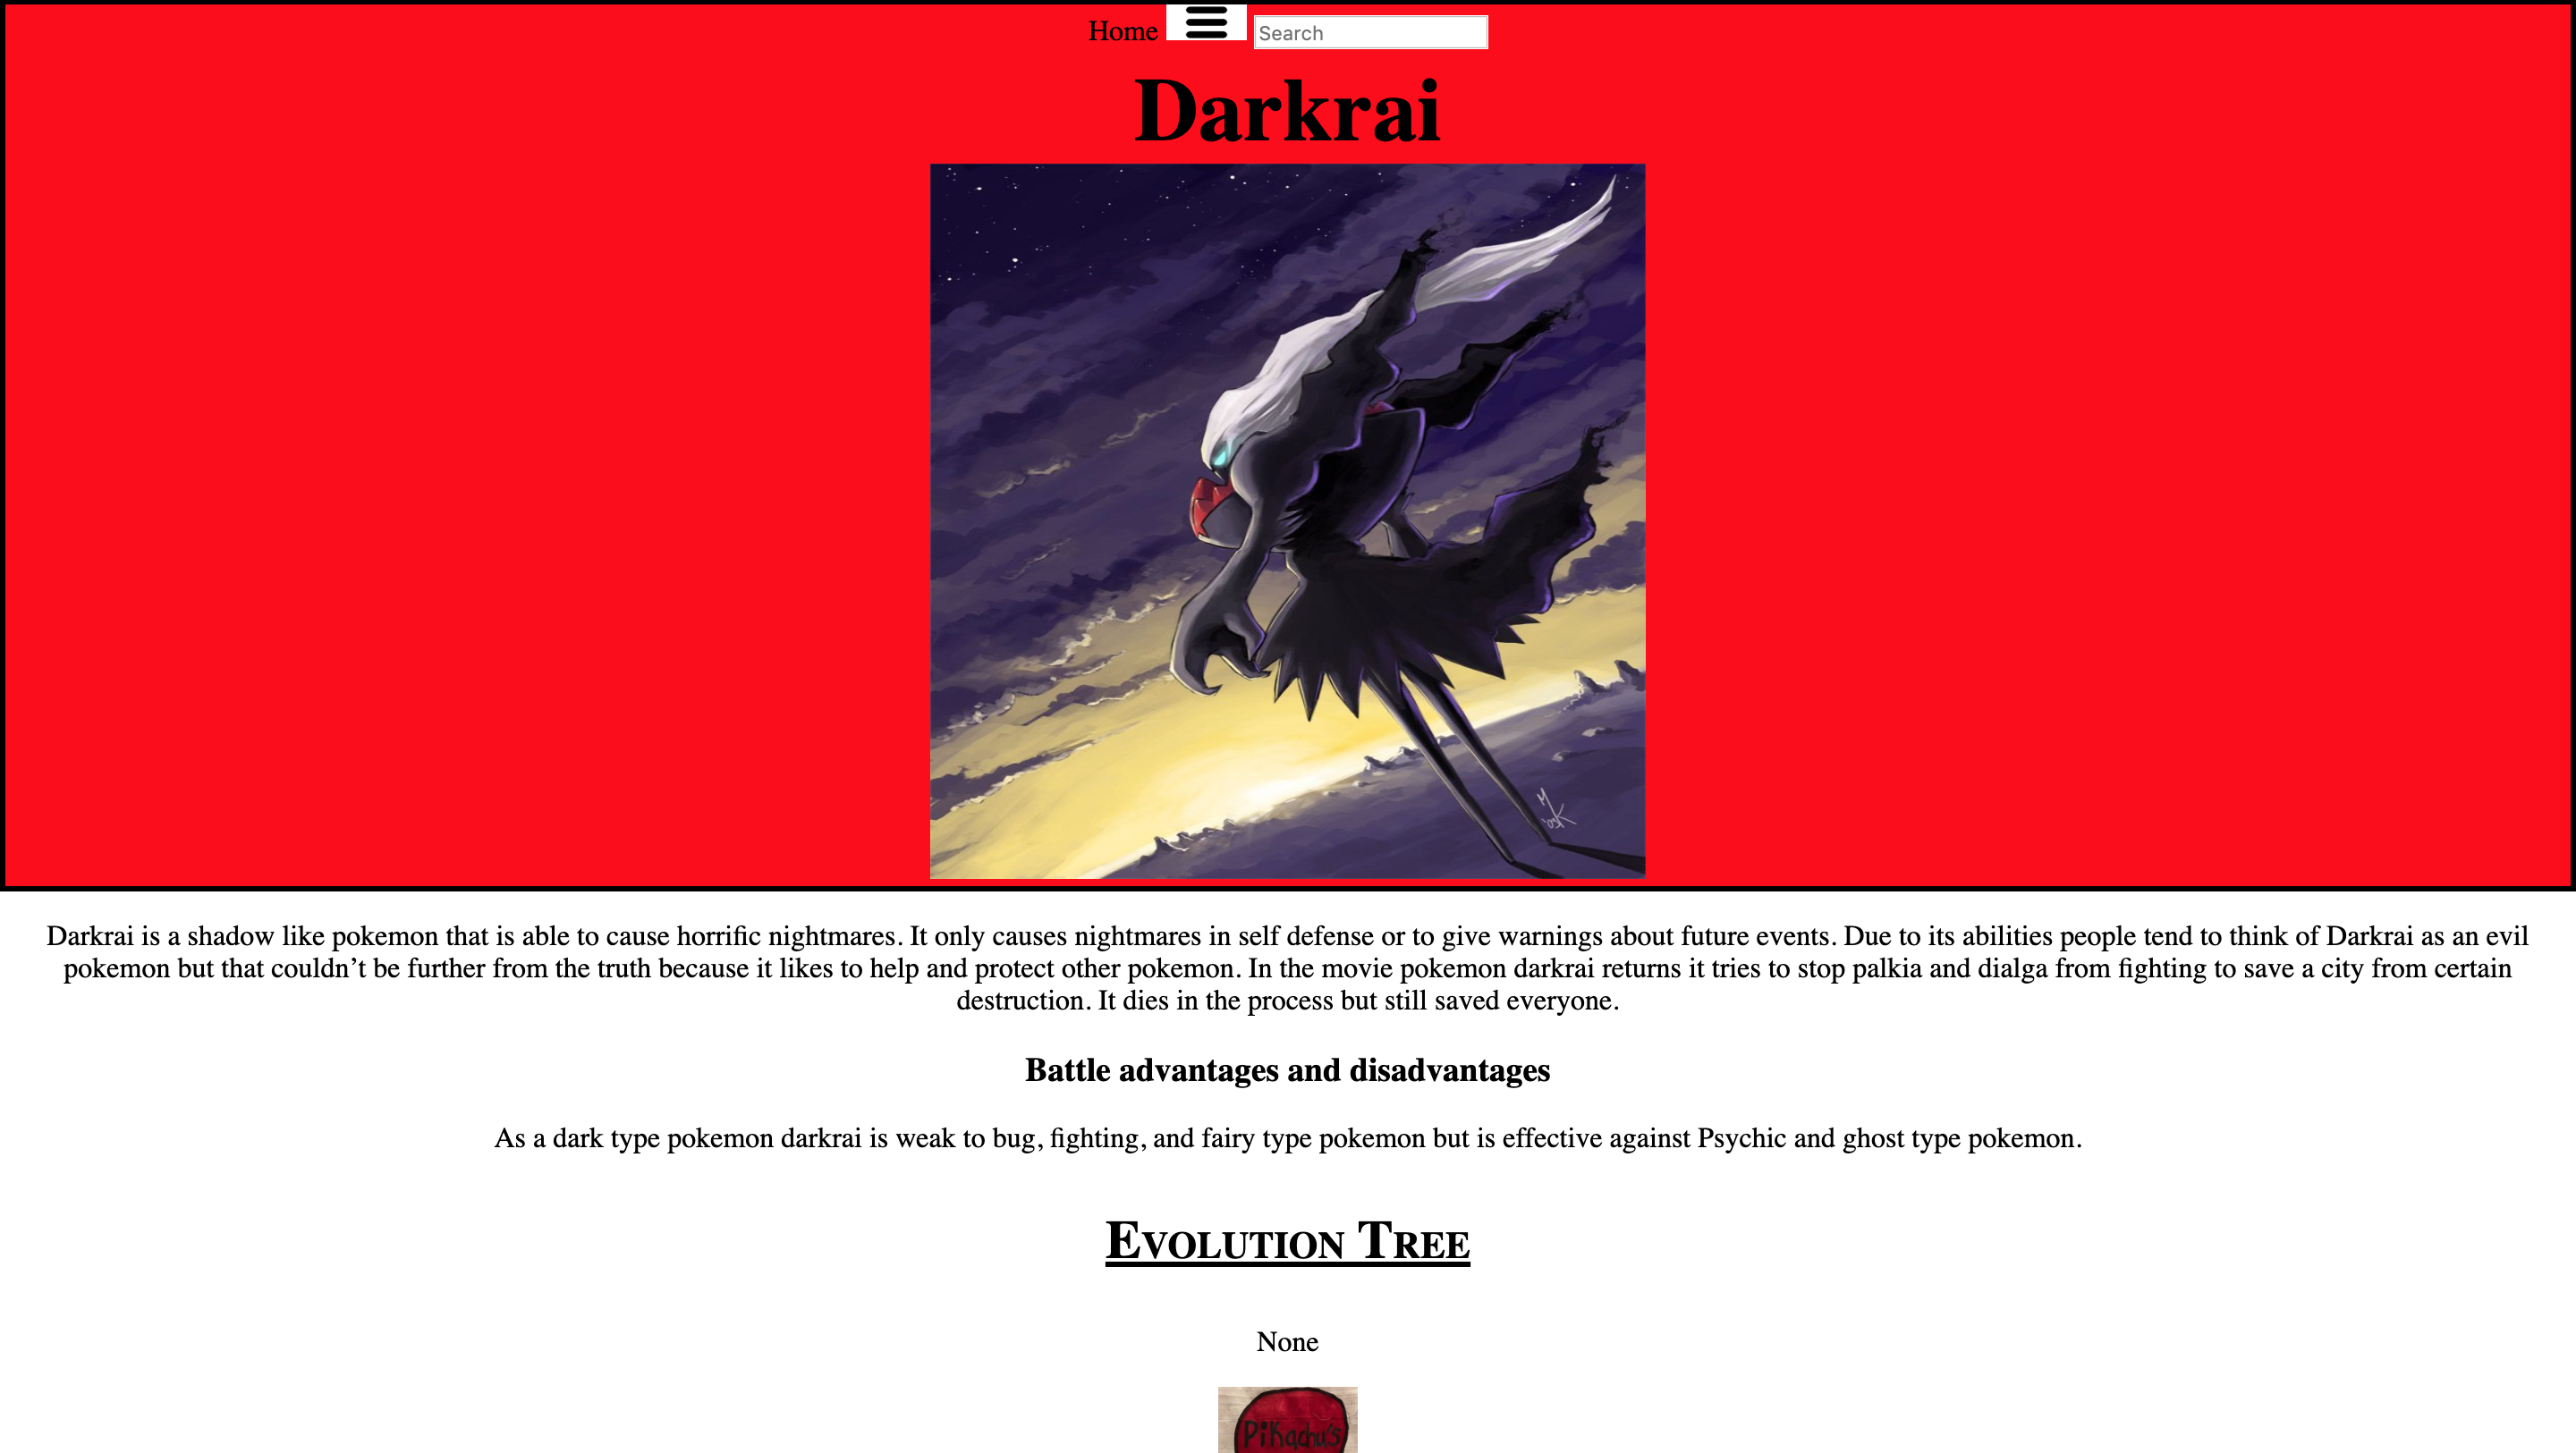 Home Search
Darkrai
Darkrai is a shadow like pokemon that is able to cause horrific nightmares. It only causes nightmares in self defense or to give warnings about future events. Due to its abilities people tend to think of Darkrai as an evil
pokemon but that couldn’t be further from the truth because it likes to help and protect other pokemon. In the movie pokemon darkrai returns it tries to stop palkia and dialga from fighting to save a city from certain
destruction. It dies in the process but still saved everyone.
Battle advantages and disadvantages
As a dark type pokemon darkrai is weak to bug, fighting, and fairy type pokemon but is effective against Psychic and ghost type pokemon.
Evolution Tree
None
Pikachu's